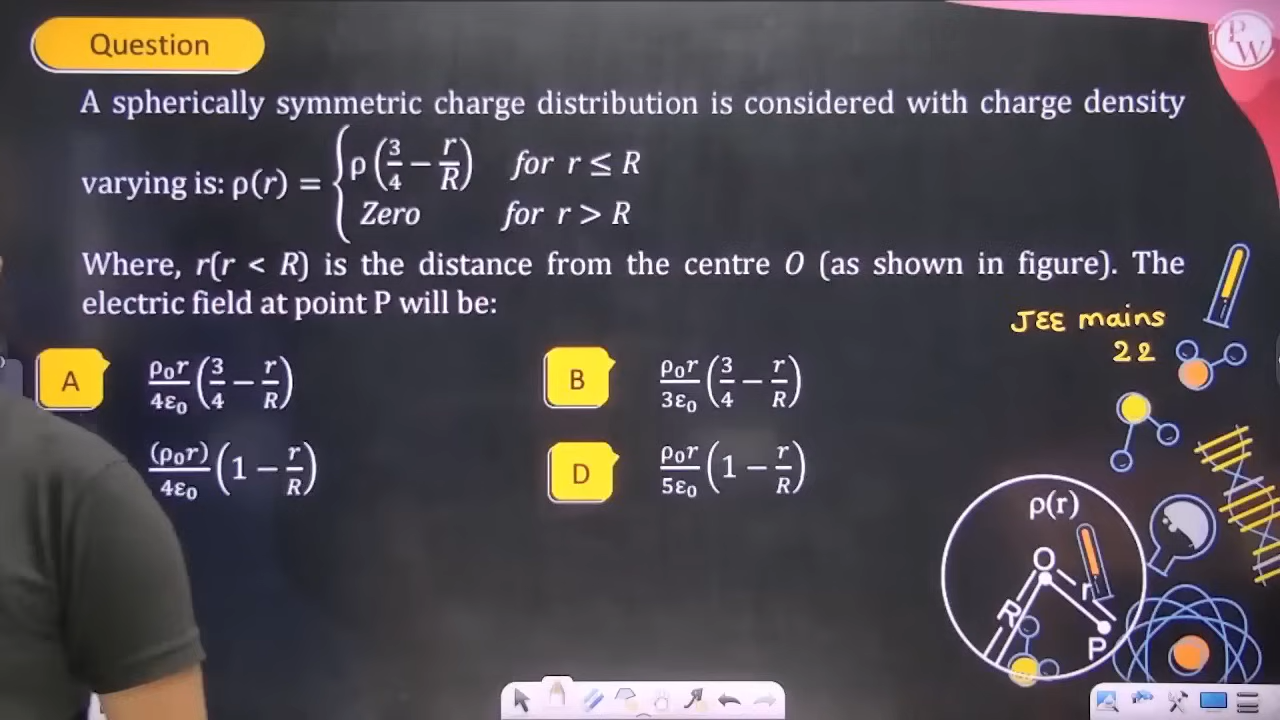 Question
PW
A spherically symmetric charge distribution is considered with charge density
varying is: ρ(r) = { ρ(3/4 − r/R) for r ≤ R
Zero for r > R
Where, r(r < R) is the distance from the centre O (as shown in figure). The
electric field at point P will be:
JEE mains
22
A ρ₀r/4ε₀ (3/4 − r/R)
B ρ₀r/3ε₀ (3/4 − r/R)
(ρ₀r)/4ε₀ (1 − r/R)
D ρ₀r/5ε₀ (1 − r/R)
ρ(r)
O
r
R
P